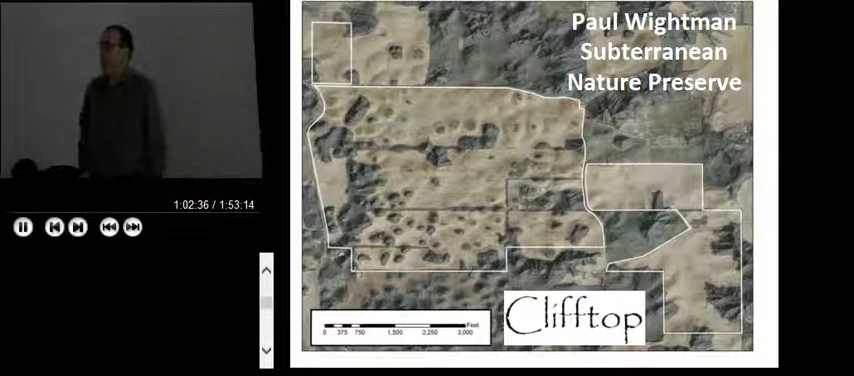 Paul Wightman
Subterranean
Nature Preserve
1:02:36 / 1:53:14
Clifftop
Feet
0 375 750 1,500 2,250 3,000